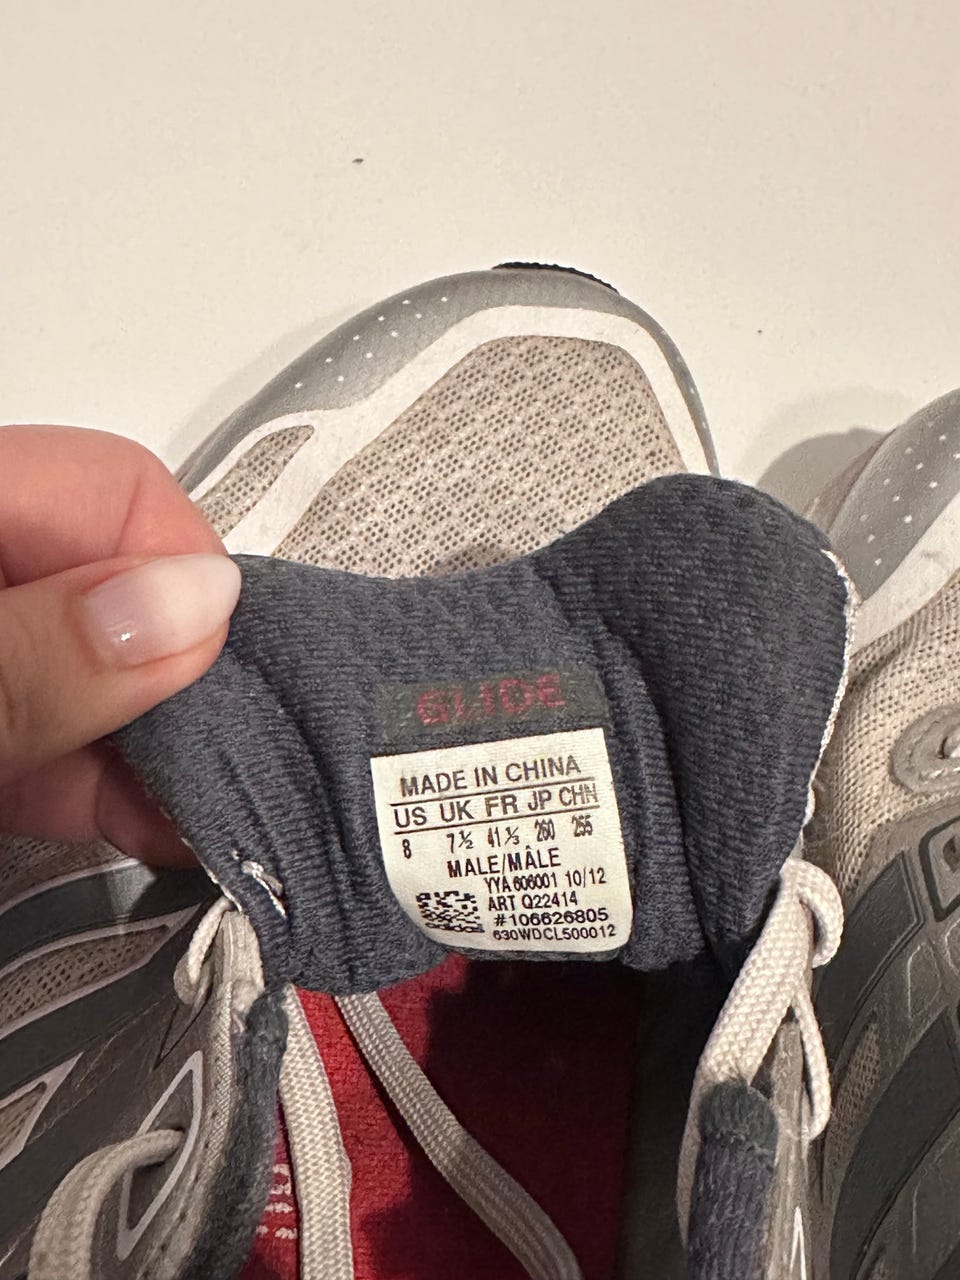 GLIDE
MADE IN CHINA
US UK FR JP CHN
8 7½ 41⅓ 260 255
MALE/MÂLE
YYA 606001 10/12
ART Q22414
adidas #106626805
630WDCL500012